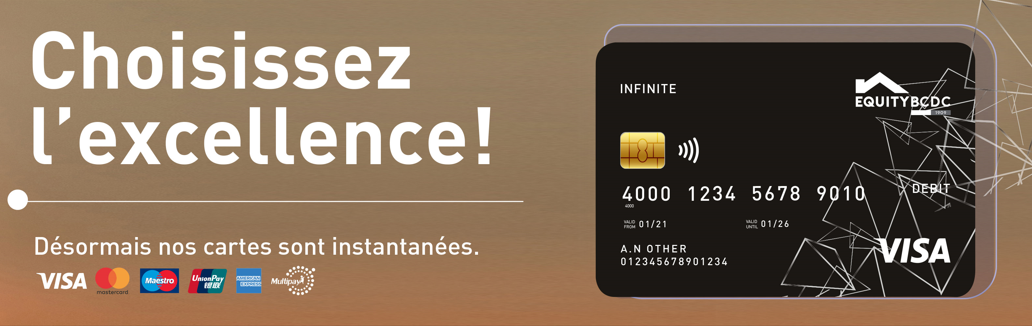 Choisissez
l'excellence!
Désormais nos cartes sont instantanées.
VISA mastercard Maestro UnionPay 银联 AMERICAN EXPRESS Multipay
INFINITE
EQUITYBCDC
4000 1234 5678 9010
4000
VALID FROM 01/21 VALID UNTIL 01/26
A.N OTHER
012345678901234
DEBIT
VISA